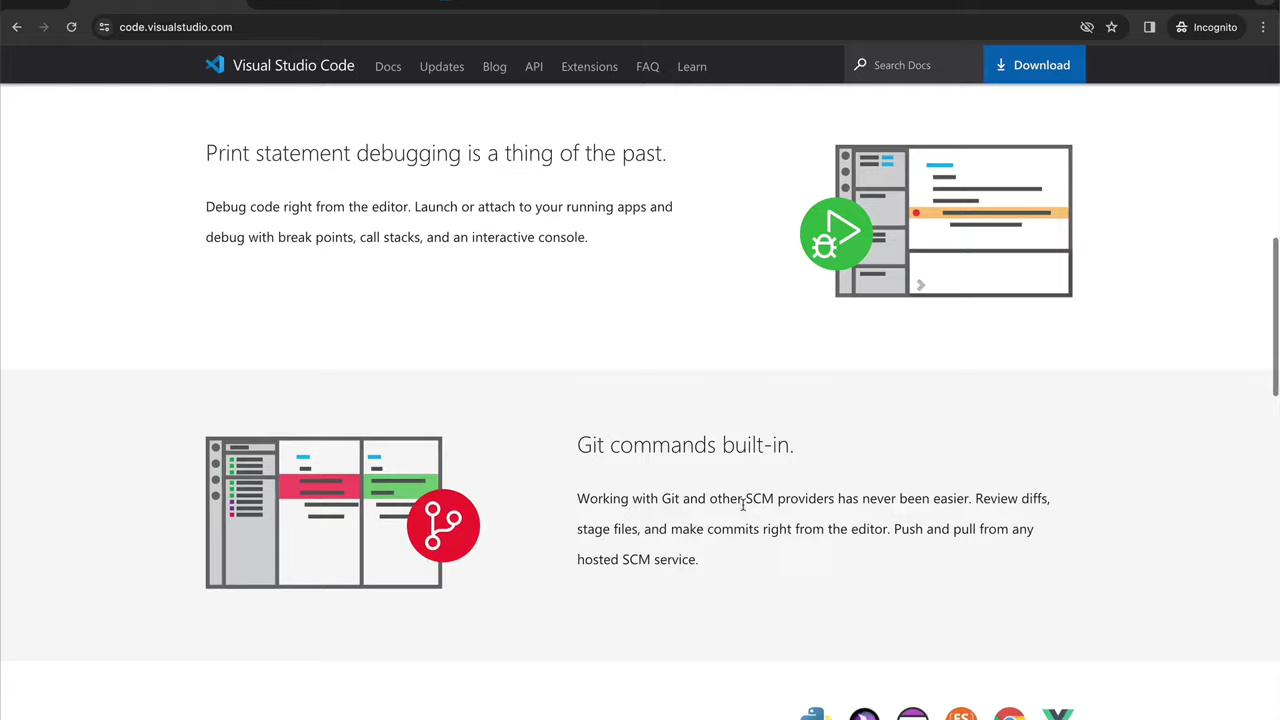 code.visualstudio.com
Incognito
Visual Studio Code
Docs
Updates
Blog
API
Extensions
FAQ
Learn
Search Docs
Download
Print statement debugging is a thing of the past.
Debug code right from the editor. Launch or attach to your running apps and
debug with break points, call stacks, and an interactive console.
Git commands built-in.
Working with Git and other SCM providers has never been easier. Review diffs,
stage files, and make commits right from the editor. Push and pull from any
hosted SCM service.
ES